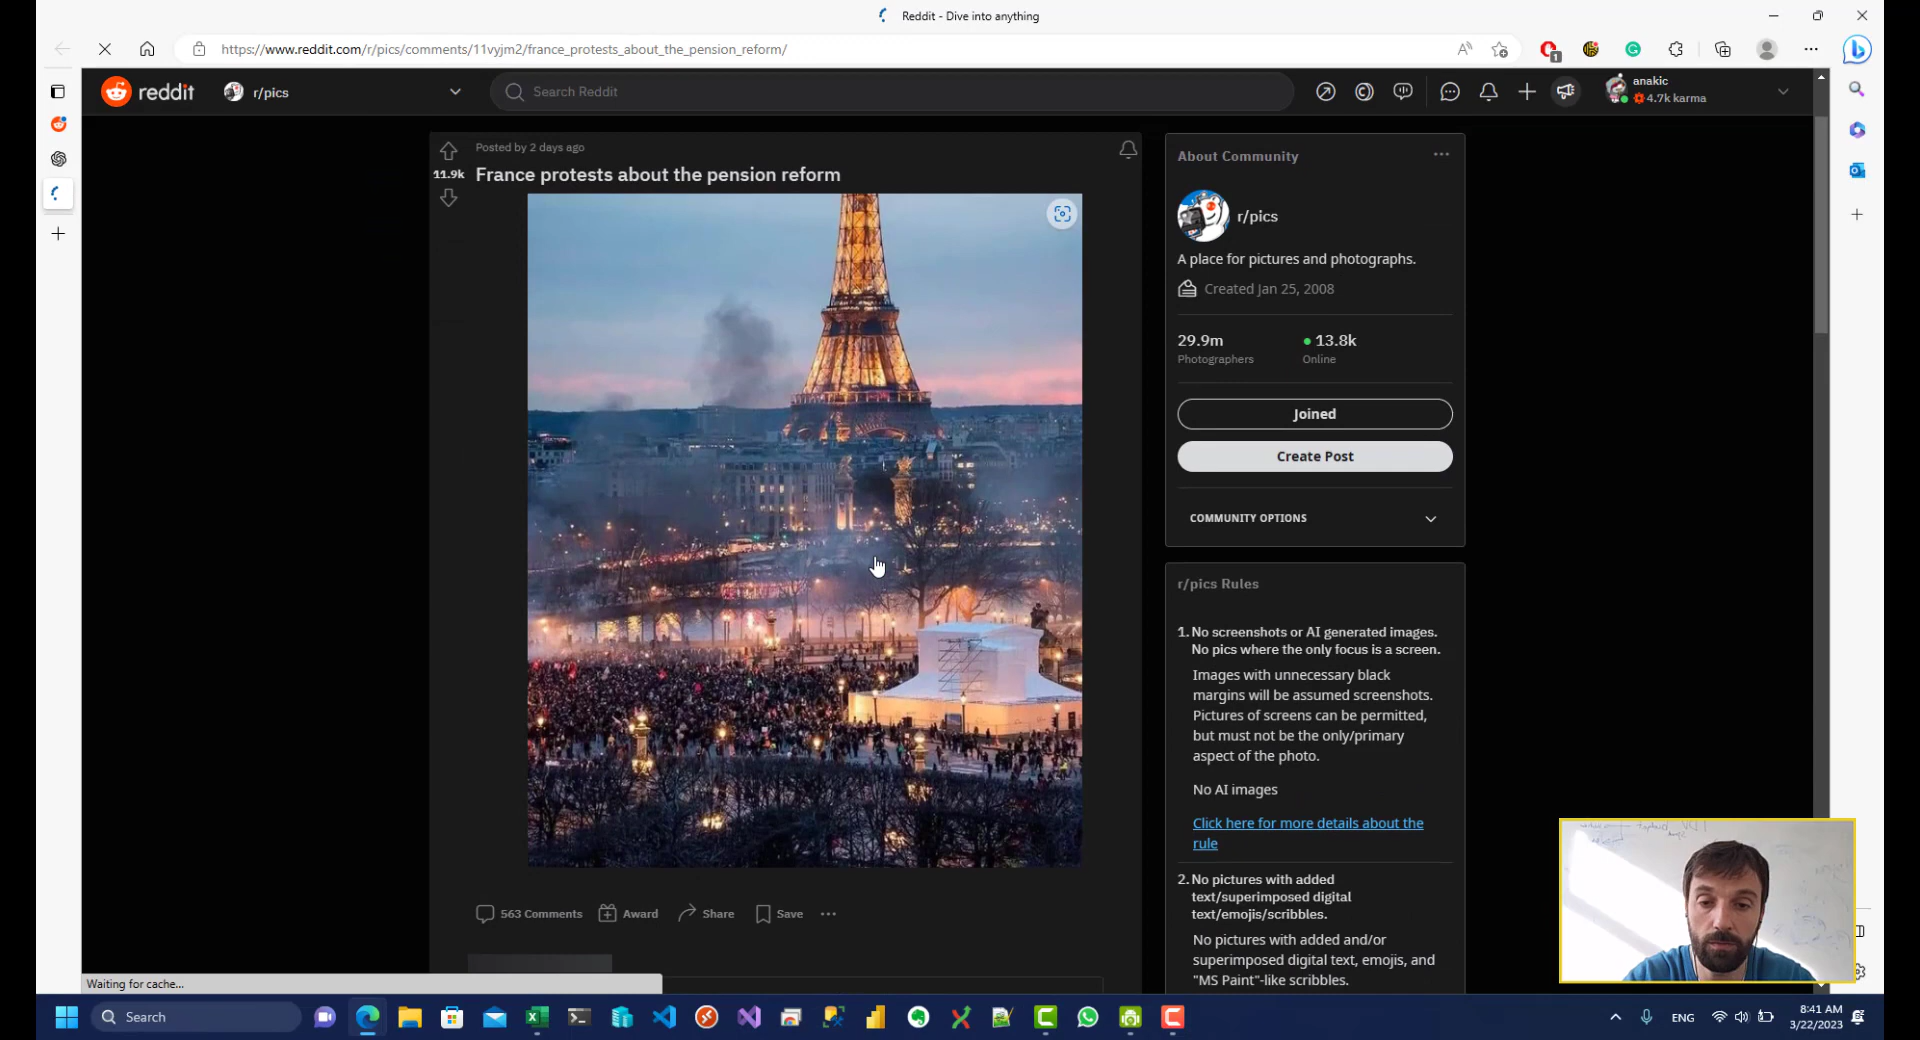 Reddit - Dive into anything
https://www.reddit.com/r/pics/comments/11vyjm2/france_protests_about_the_pension_reform/
1
reddit
r/pics
Search Reddit
anakic
4.7k karma
Posted by 2 days ago
11.9k
France protests about the pension reform
About Community
r/pics
A place for pictures and photographs.
Created Jan 25, 2008
29.9m
Photographers
13.8k
Online
Joined
Create Post
COMMUNITY OPTIONS
r/pics Rules
1. No screenshots or AI generated images.
No pics where the only focus is a screen.
Images with unnecessary black
margins will be assumed screenshots.
Pictures of screens can be permitted,
but must not be the only/primary
aspect of the photo.
No AI images
Click here for more details about the
rule
2. No pictures with added
text/superimposed digital
text/emojis/scribbles.
No pictures with added and/or
superimposed digital text, emojis, and
"MS Paint"-like scribbles.
563 Comments
Award
Share
Save
Waiting for cache...
Search
ENG
8:41 AM
3/22/2023